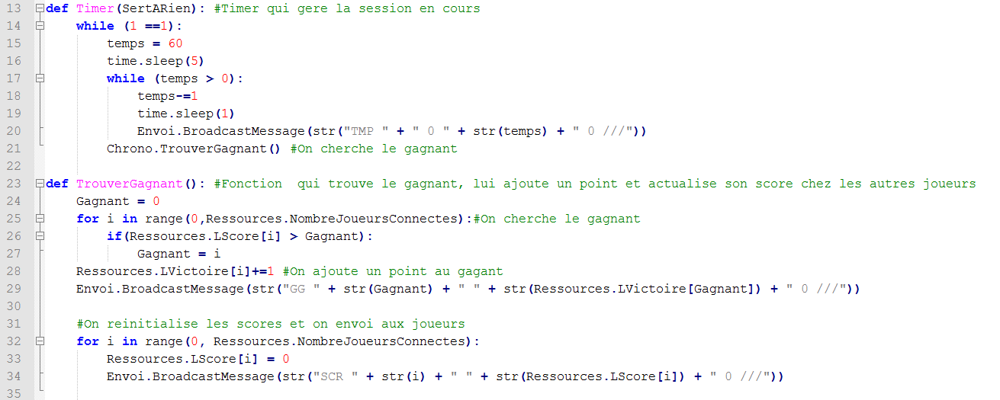 13 def Timer(SertARien): #Timer qui gere la session en cours
14     while (1 ==1):
15         temps = 60
16         time.sleep(5)
17         while (temps > 0):
18             temps-=1
19             time.sleep(1)
20             Envoi.BroadcastMessage(str("TMP " + " 0 " + str(temps) + " 0 ///"))
21         Chrono.TrouverGagnant() #On cherche le gagnant
22
23 def TrouverGagnant(): #Fonction  qui trouve le gagnant, lui ajoute un point et actualise son score chez les autres joueurs
24     Gagnant = 0
25     for i in range(0,Ressources.NombreJoueursConnectes):#On cherche le gagnant
26         if(Ressources.LScore[i] > Gagnant):
27             Gagnant = i
28     Ressources.LVictoire[i]+=1 #On ajoute un point au gagant
29     Envoi.BroadcastMessage(str("GG " + str(Gagnant) + " " + str(Ressources.LVictoire[Gagnant]) + " 0 ///"))
30
31     #On reinitialise les scores et on envoi aux joueurs
32     for i in range(0, Ressources.NombreJoueursConnectes):
33         Ressources.LScore[i] = 0
34         Envoi.BroadcastMessage(str("SCR " + str(i) + " " + str(Ressources.LScore[i]) + " 0 ///"))
35